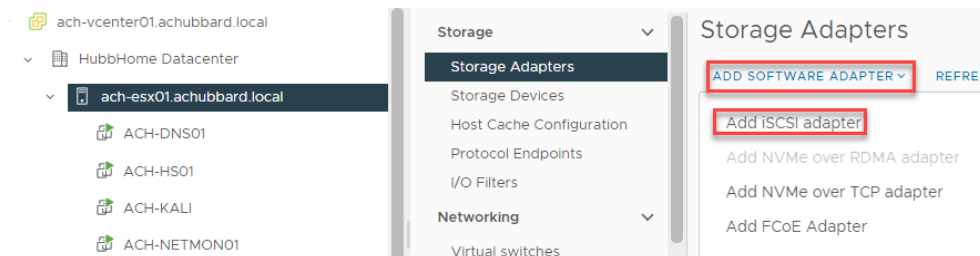 ach-vcenter01.achubbard.local
HubbHome Datacenter
ach-esx01.achubbard.local
ACH-DNS01
ACH-HS01
ACH-KALI
ACH-NETMON01
Storage
Storage Adapters
Storage Devices
Host Cache Configuration
Protocol Endpoints
I/O Filters
Networking
Virtual switches
Storage Adapters
ADD SOFTWARE ADAPTER
Add iSCSI adapter
Add NVMe over RDMA adapter
Add NVMe over TCP adapter
Add FCoE Adapter